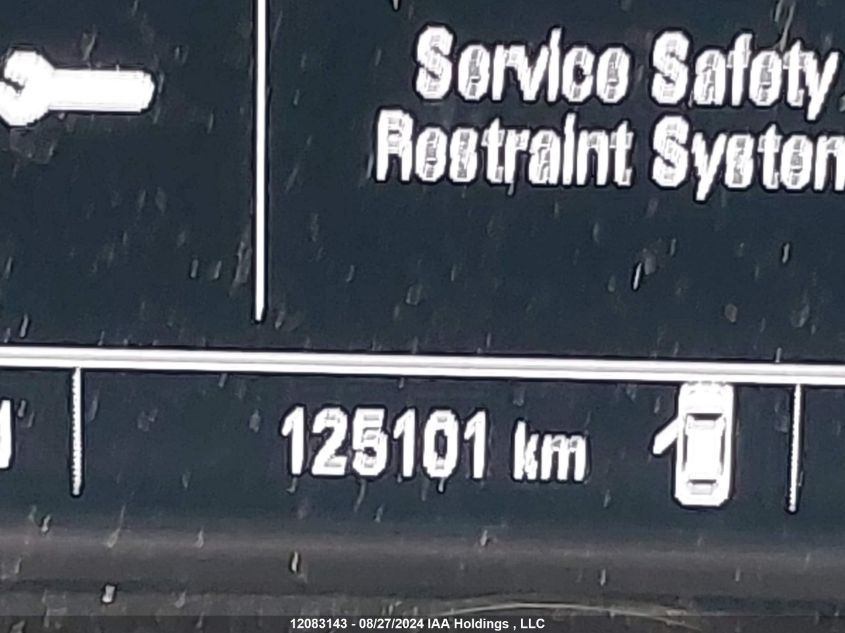 Service Safety
Restraint System
125101 km
12083143 - 08/27/2024 IAA Holdings , LLC